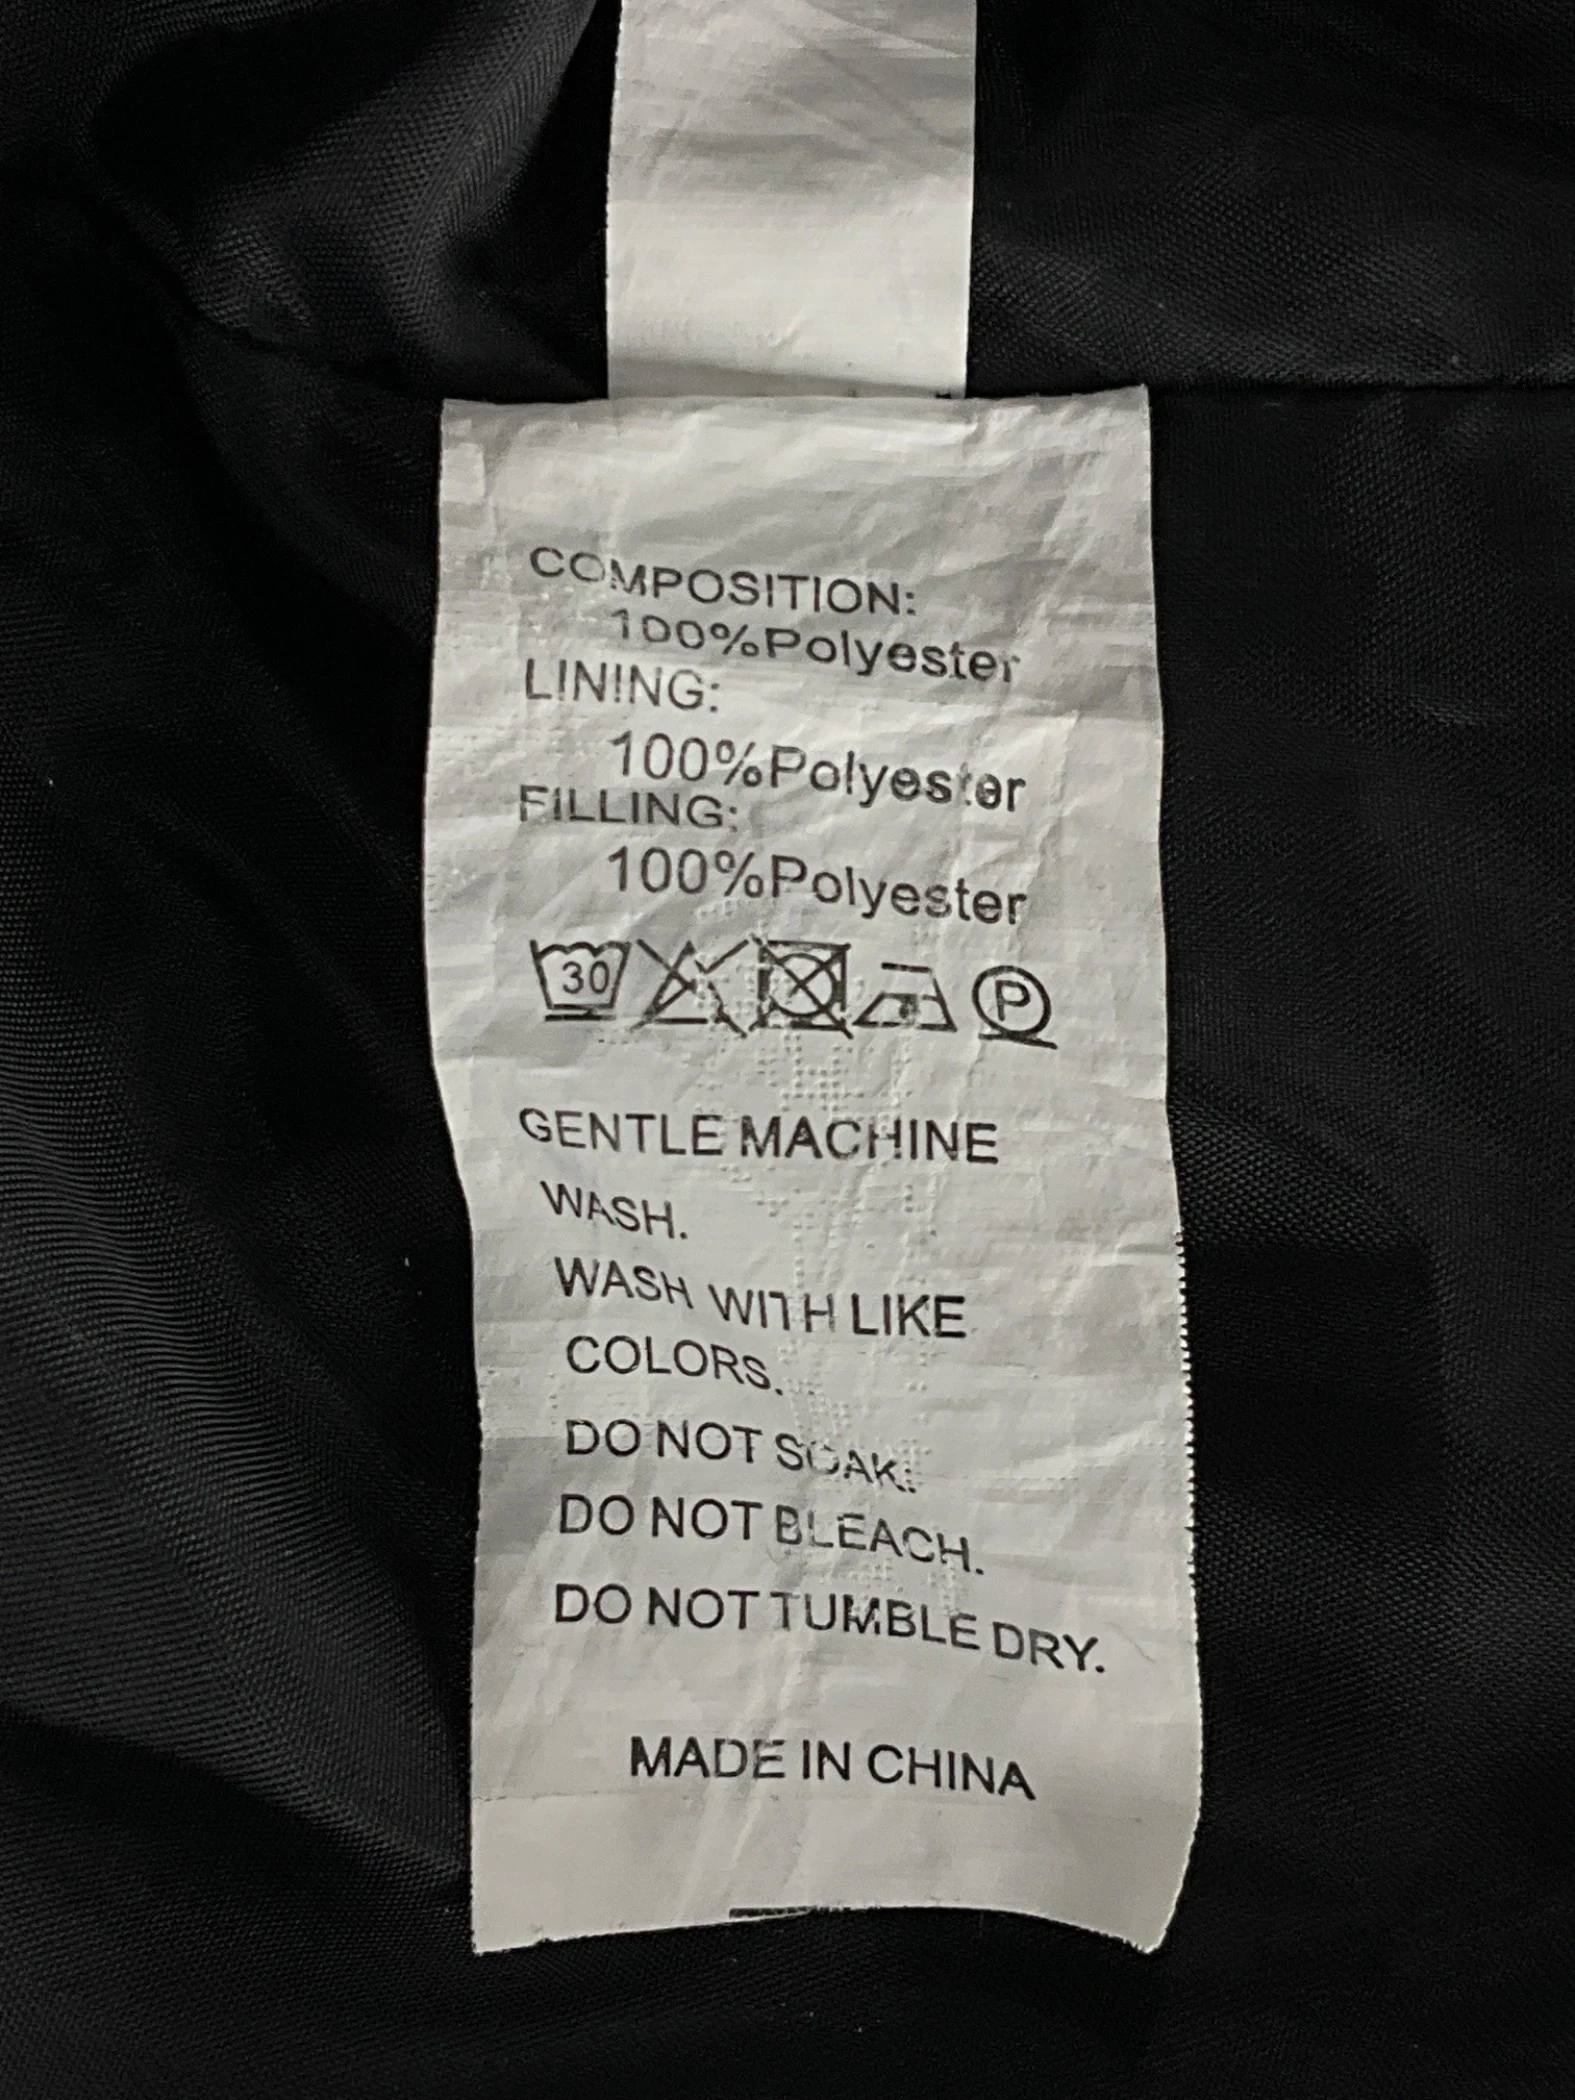 COMPOSITION:
100%Polyester
LINING:
100%Polyester
FILLING:
100%Polyester
30 P
GENTLE MACHINE
WASH.
WASH WITH LIKE
COLORS.
DO NOT SOAK.
DO NOT BLEACH.
DO NOT TUMBLE DRY.
MADE IN CHINA